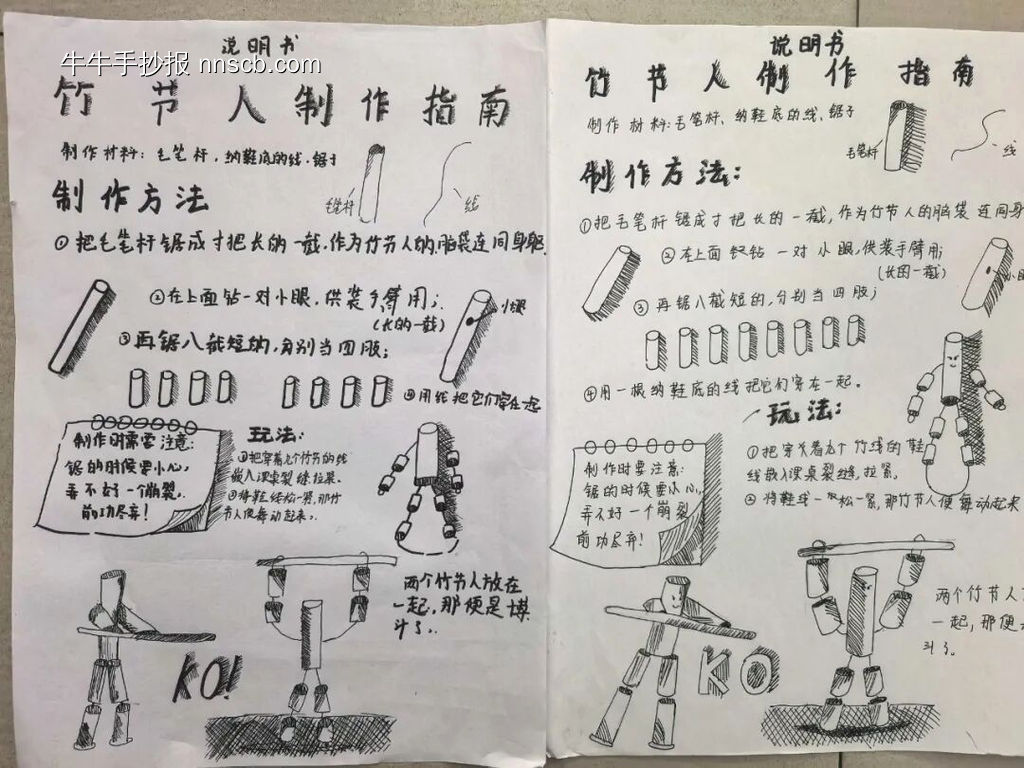 牛牛手抄报 nnscb.com
说明书
竹节人制作指南
制作材料：毛笔杆，纳鞋底的线，锯子
毛笔杆
线
制作方法
①把毛笔杆锯成寸把长的一截，作为竹节人的脑袋连同身躯
②在上面钻一对小眼，供装手臂用；
(长的一截)
小眼
③再锯八截短的，分别当四肢；
④用线把它们穿在一起
制作时需要注意：
锯的时候要小心，
弄不好一个崩裂，
前功尽弃！
玩法：
①把穿着九个竹节的线
嵌入课桌裂缝拉紧。
②将鞋线松一紧，那竹
节人便舞动起来。
两个竹节人放在
一起，那便是搏
斗了。
KO!
说明书
竹节人制作指南
制作材料：毛笔杆、纳鞋底的线、锯子
毛笔杆
线
制作方法：
①把毛笔杆锯成寸把长的一截，作为竹节人的脑袋连同身
②在上面钻一对小眼，供装手臂用；
(长的一截)
小眼
③再锯八截短的，分别当四肢；
④用一根纳鞋底的线把它们穿在一起。
玩法：
制作时要注意：
锯的时候要小心，
弄不好一个崩裂
前功尽弃！
①把穿着九个竹线的鞋
线嵌入课桌裂缝，拉紧。
②将鞋线一松一紧，那竹节人便舞动起来
两个竹节人
一起，那便
斗了。
KO